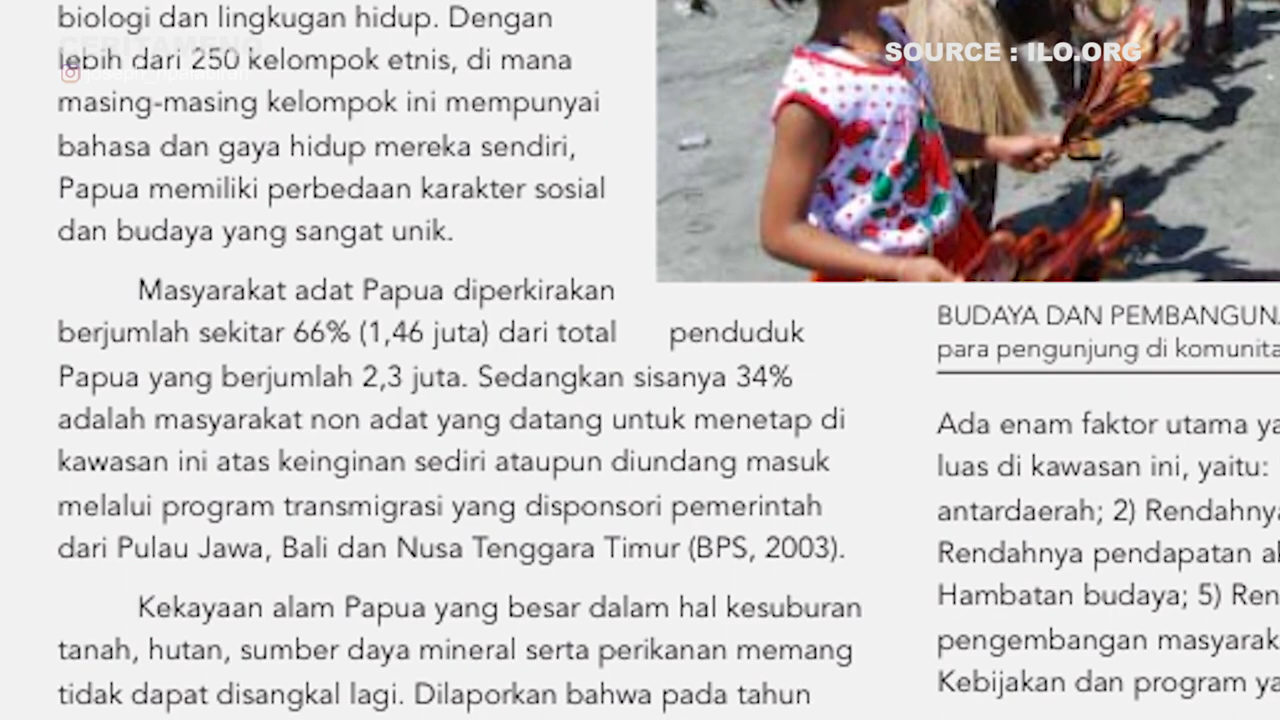 biologi dan lingkugan hidup. Dengan
lebih dari 250 kelompok etnis, di mana
masing-masing kelompok ini mempunyai
bahasa dan gaya hidup mereka sendiri,
Papua memiliki perbedaan karakter sosial
dan budaya yang sangat unik.
Masyarakat adat Papua diperkirakan
berjumlah sekitar 66% (1,46 juta) dari total penduduk
Papua yang berjumlah 2,3 juta. Sedangkan sisanya 34%
adalah masyarakat non adat yang datang untuk menetap di
kawasan ini atas keinginan sediri ataupun diundang masuk
melalui program transmigrasi yang disponsori pemerintah
dari Pulau Jawa, Bali dan Nusa Tenggara Timur (BPS, 2003).
Kekayaan alam Papua yang besar dalam hal kesuburan
tanah, hutan, sumber daya mineral serta perikanan memang
tidak dapat disangkal lagi. Dilaporkan bahwa pada tahun
SOURCE : ILO.ORG
BUDAYA DAN PEMBANGUN
para pengunjung di komunita
Ada enam faktor utama ya
luas di kawasan ini, yaitu:
antardaerah; 2) Rendahnya
Rendahnya pendapatan
Hambatan budaya; 5) Ren
pengembangan masyarak
Kebijakan dan program ya